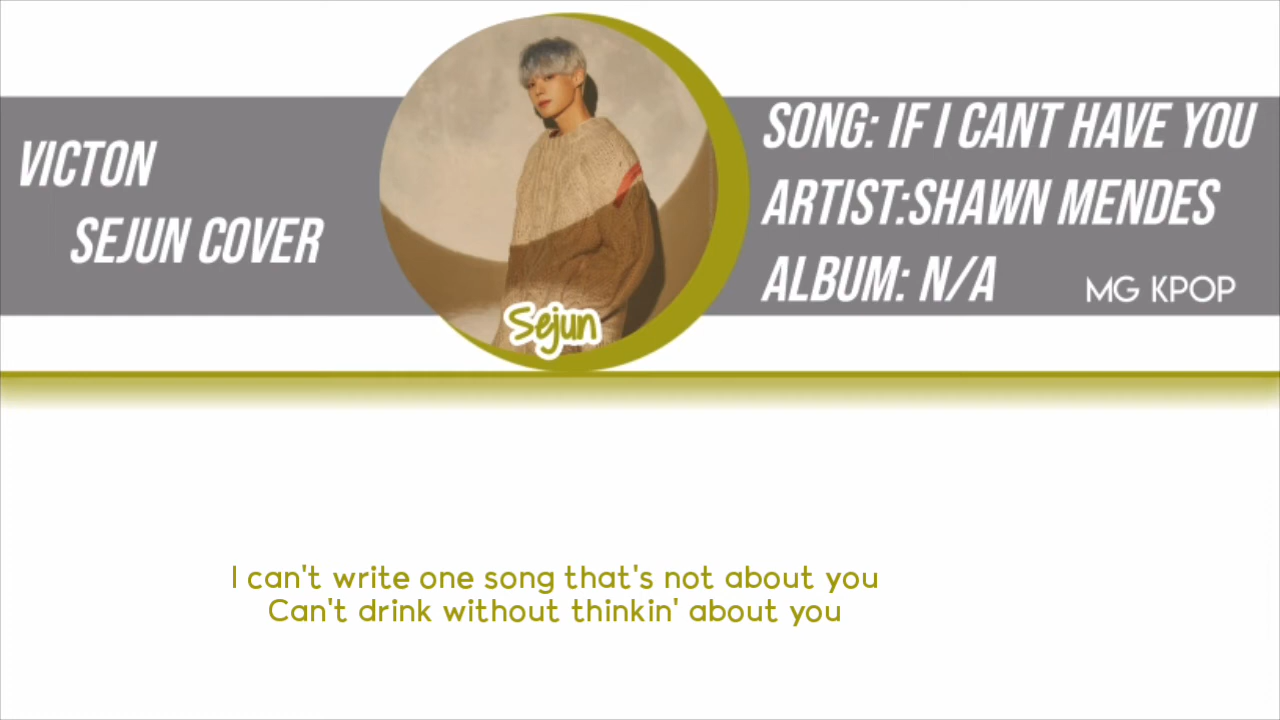 VICTON
SEJUN COVER
Sejun
SONG: IF I CANT HAVE YOU
ARTIST:SHAWN MENDES
ALBUM: N/A
MG KPOP
I can't write one song that's not about you
Can't drink without thinkin' about you